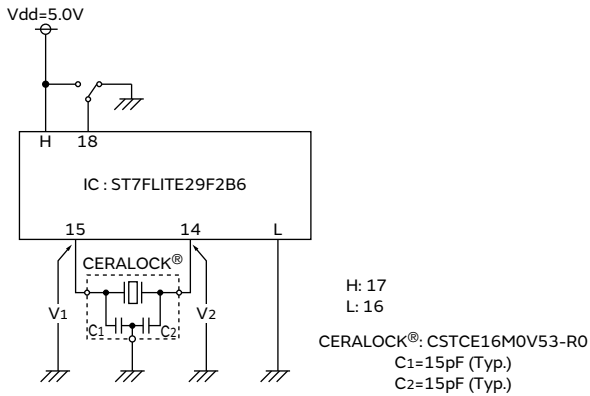 Vdd=5.0V
H 18
IC : ST7FLITE29F2B6
15 14 L
CERALOCK®
V1 C1 C2 V2
H: 17
L: 16
CERALOCK®: CSTCE16M0V53-R0
C1=15pF (Typ.)
C2=15pF (Typ.)